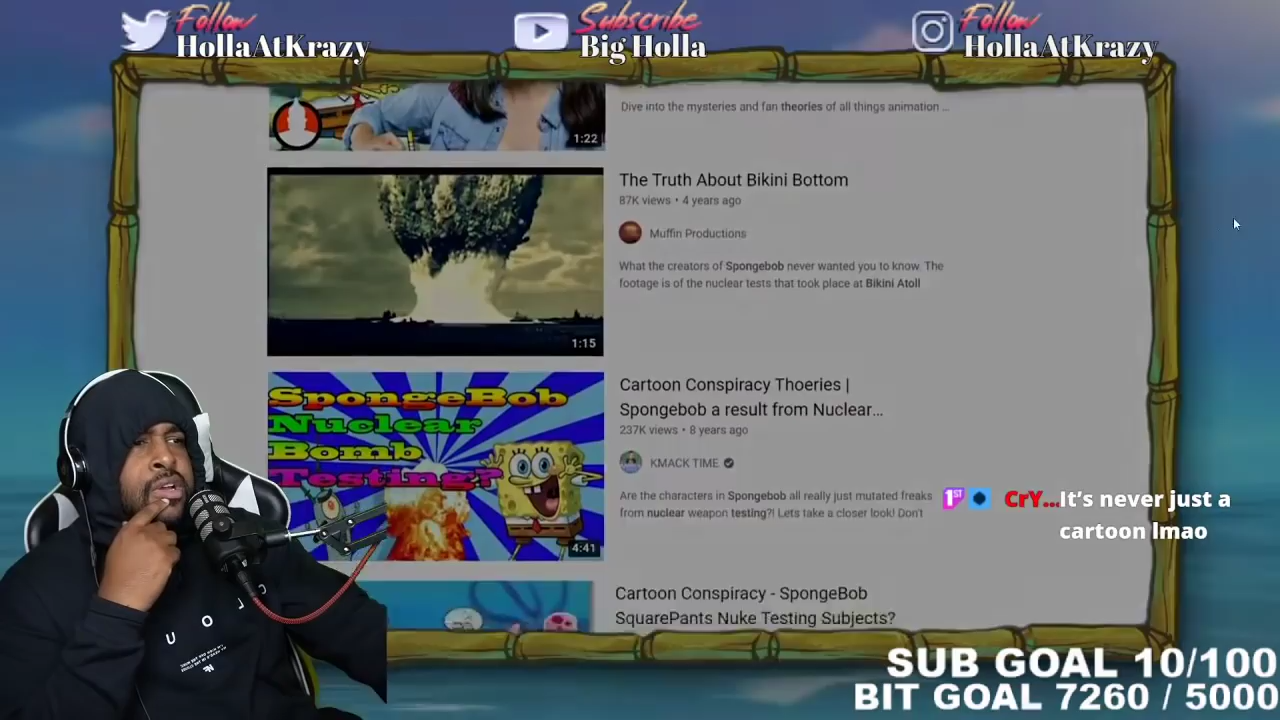 Follow
HollaAtKrazy
Subscribe
Big Holla
Follow
HollaAtKrazy
Dive into the mysteries and fan theories of all things animation ...
1:22
The Truth About Bikini Bottom
87K views • 4 years ago
Muffin Productions
What the creators of Spongebob never wanted you to know. The
footage is of the nuclear tests that took place at Bikini Atoll
1:15
SpongeBob
Nuclear
Bomb
Testing?
4:41
Cartoon Conspiracy Thoeries |
Spongebob a result from Nuclear...
237K views • 8 years ago
KMACK TIME
Are the characters in Spongebob all really just mutated freaks
from nuclear weapon testing?! Lets take a closer look! Don't
1ST CrY...It's never just a
cartoon lmao
Cartoon Conspiracy - SpongeBob
SquarePants Nuke Testing Subjects?
SUB GOAL 10/100
BIT GOAL 7260 / 5000